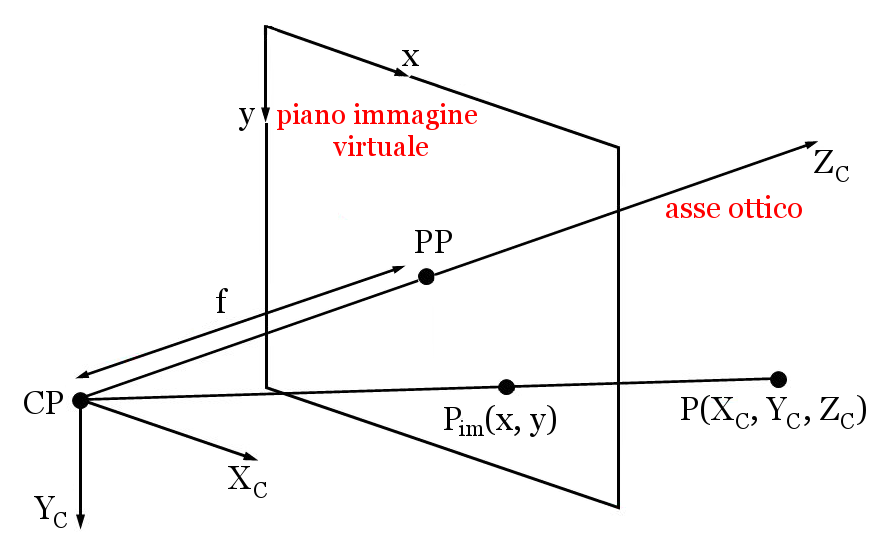 x
y
piano immagine
virtuale
Z_C
asse ottico
PP
f
CP
P_im(x, y)
P(X_C, Y_C, Z_C)
X_C
Y_C